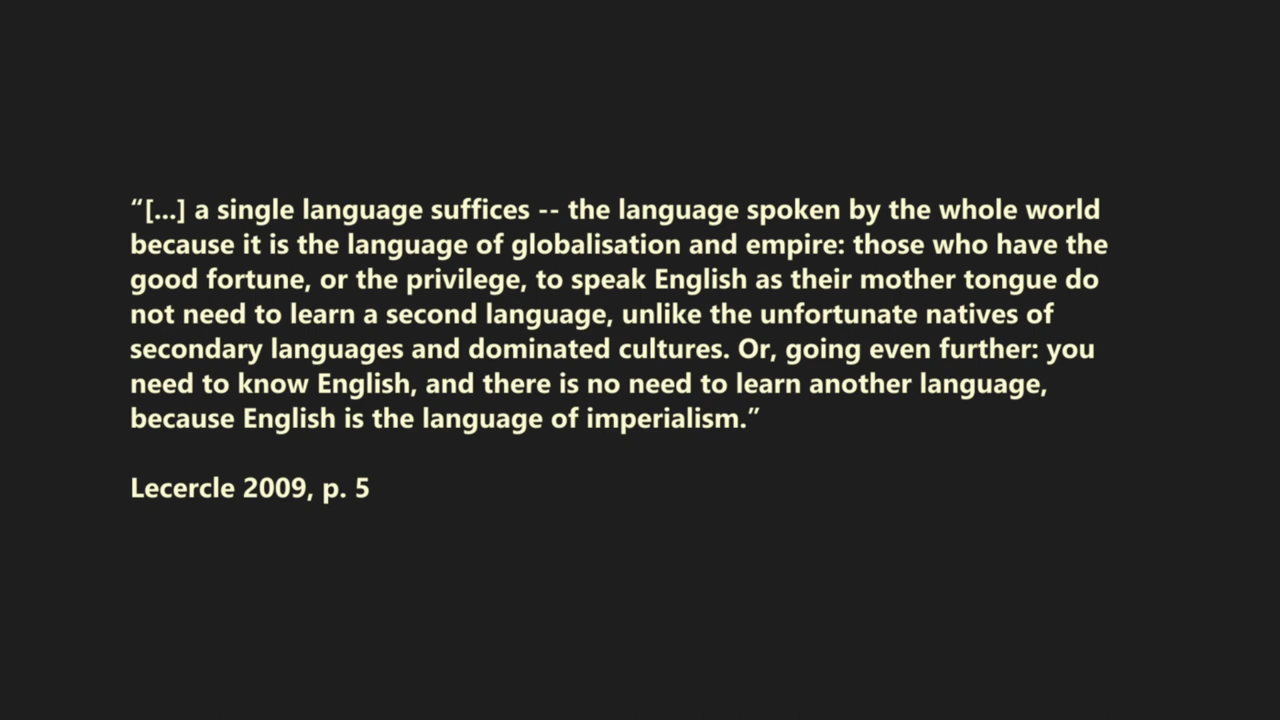 “[...] a single language suffices -- the language spoken by the whole world
because it is the language of globalisation and empire: those who have the
good fortune, or the privilege, to speak English as their mother tongue do
not need to learn a second language, unlike the unfortunate natives of
secondary languages and dominated cultures. Or, going even further: you
need to know English, and there is no need to learn another language,
because English is the language of imperialism.”
Lecercle 2009, p. 5